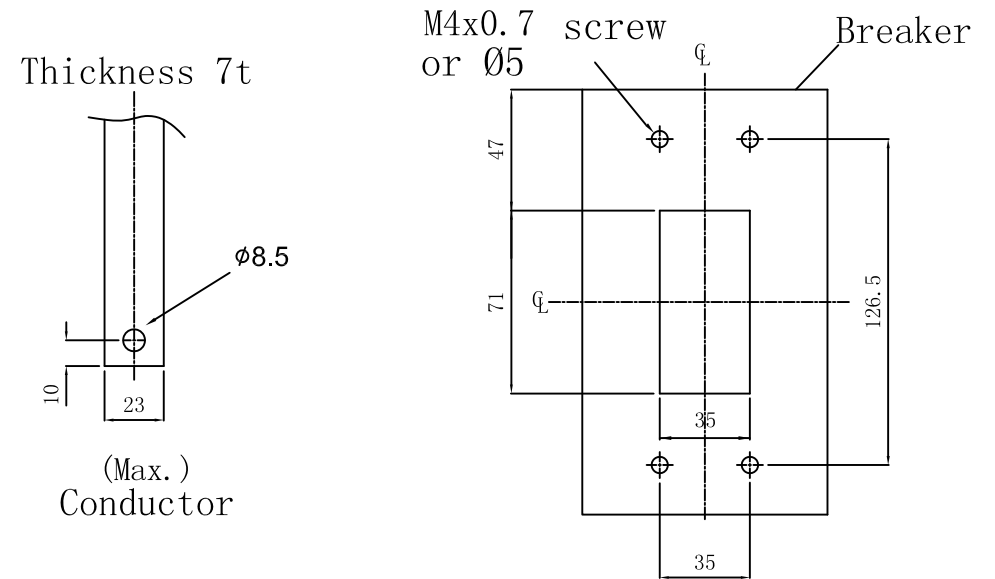 Thickness 7t
ϕ8.5
10
23
(Max.)
Conductor
M4x0.7 screw
or Ø5
℄
Breaker
47
71
℄
126.5
35
35